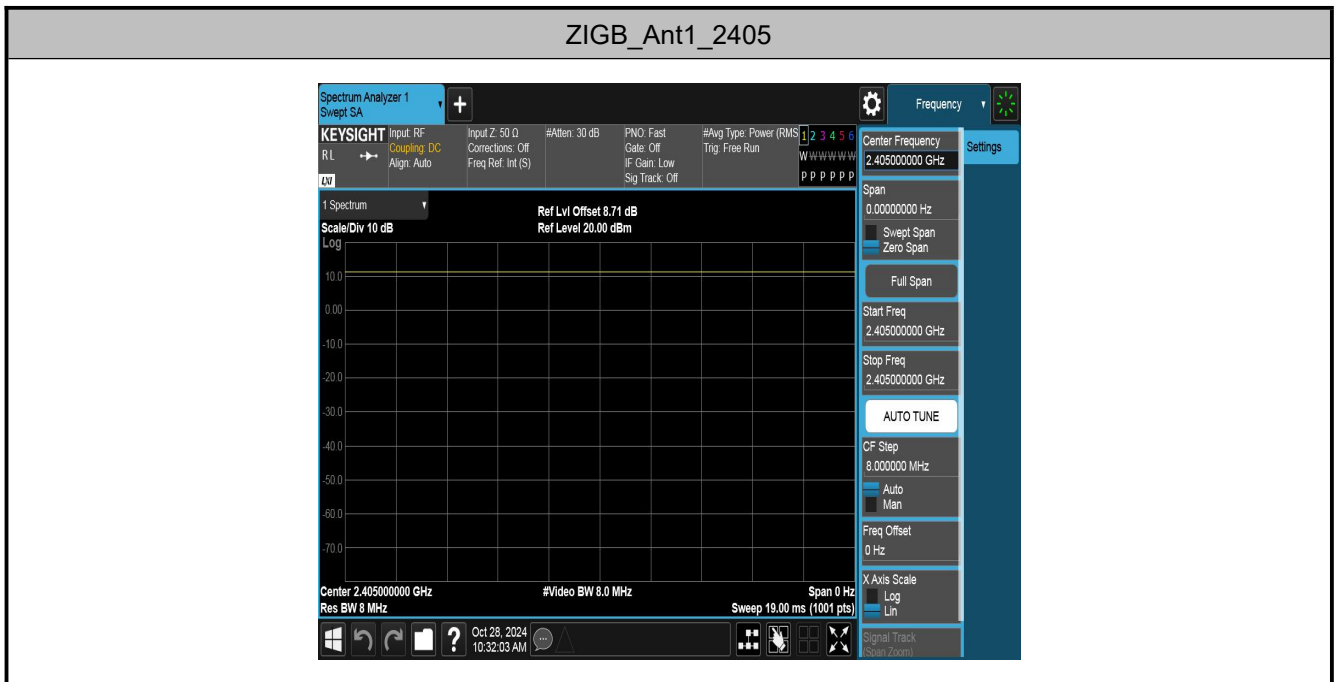 ZIGB_Ant1_2405
Spectrum Analyzer 1
Swept SA
+
Frequency
KEYSIGHT
RL
LXI
Input: RF
Coupling: DC
Align: Auto
Input Z: 50 Ω
Corrections: Off
Freq Ref: Int (S)
#Atten: 30 dB
PNO: Fast
Gate: Off
IF Gain: Low
Sig Track: Off
#Avg Type: Power (RMS
Trig: Free Run
1 2 3 4 5 6
W W W W W W
P P P P P P
1 Spectrum
Scale/Div 10 dB
Ref Lvl Offset 8.71 dB
Ref Level 20.00 dBm
Log
10.0
0.00
-10.0
-20.0
-30.0
-40.0
-50.0
-60.0
-70.0
Center 2.405000000 GHz
#Video BW 8.0 MHz
Span 0 Hz
Res BW 8 MHz
Sweep 19.00 ms (1001 pts)
?
Oct 28, 2024
10:32:03 AM
Center Frequency
2.405000000 GHz
Settings
Span
0.00000000 Hz
Swept Span
Zero Span
Full Span
Start Freq
2.405000000 GHz
Stop Freq
2.405000000 GHz
AUTO TUNE
CF Step
8.000000 MHz
Auto
Man
Freq Offset
0 Hz
X Axis Scale
Log
Lin
Signal Track
(Span Zoom)